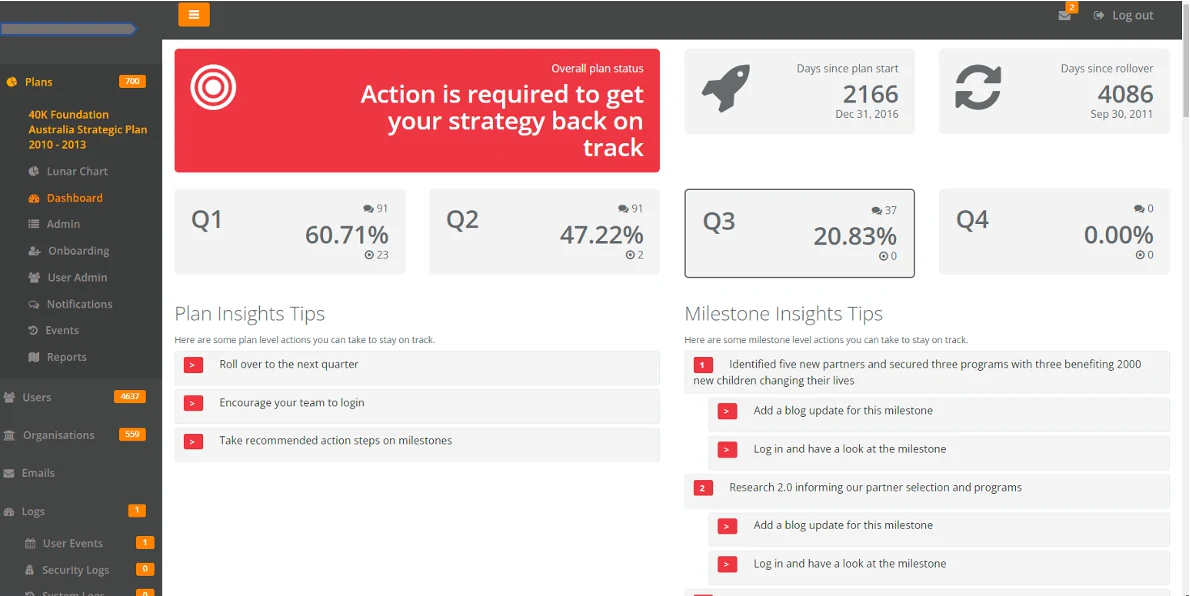 2
Log out
Plans 700
40K Foundation
Australia Strategic Plan
2010 - 2013
Lunar Chart
Dashboard
Admin
Onboarding
User Admin
Notifications
Events
Reports
Users 4637
Organisations 559
Emails
Logs 1
User Events 1
Security Logs 0
System Logs 0
Overall plan status
Action is required to get
your strategy back on
track
Days since plan start
2166
Dec 31, 2016
Days since rollover
4086
Sep 30, 2011
Q1
91
60.71%
23
Q2
91
47.22%
2
Q3
37
20.83%
0
Q4
0
0.00%
0
Plan Insights Tips
Here are some plan level actions you can take to stay on track.
> Roll over to the next quarter
> Encourage your team to login
> Take recommended action steps on milestones
Milestone Insights Tips
Here are some milestone level actions you can take to stay on track.
1 Identified five new partners and secured three programs with three benefiting 2000
new children changing their lives
> Add a blog update for this milestone
> Log in and have a look at the milestone
2 Research 2.0 informing our partner selection and programs
> Add a blog update for this milestone
> Log in and have a look at the milestone